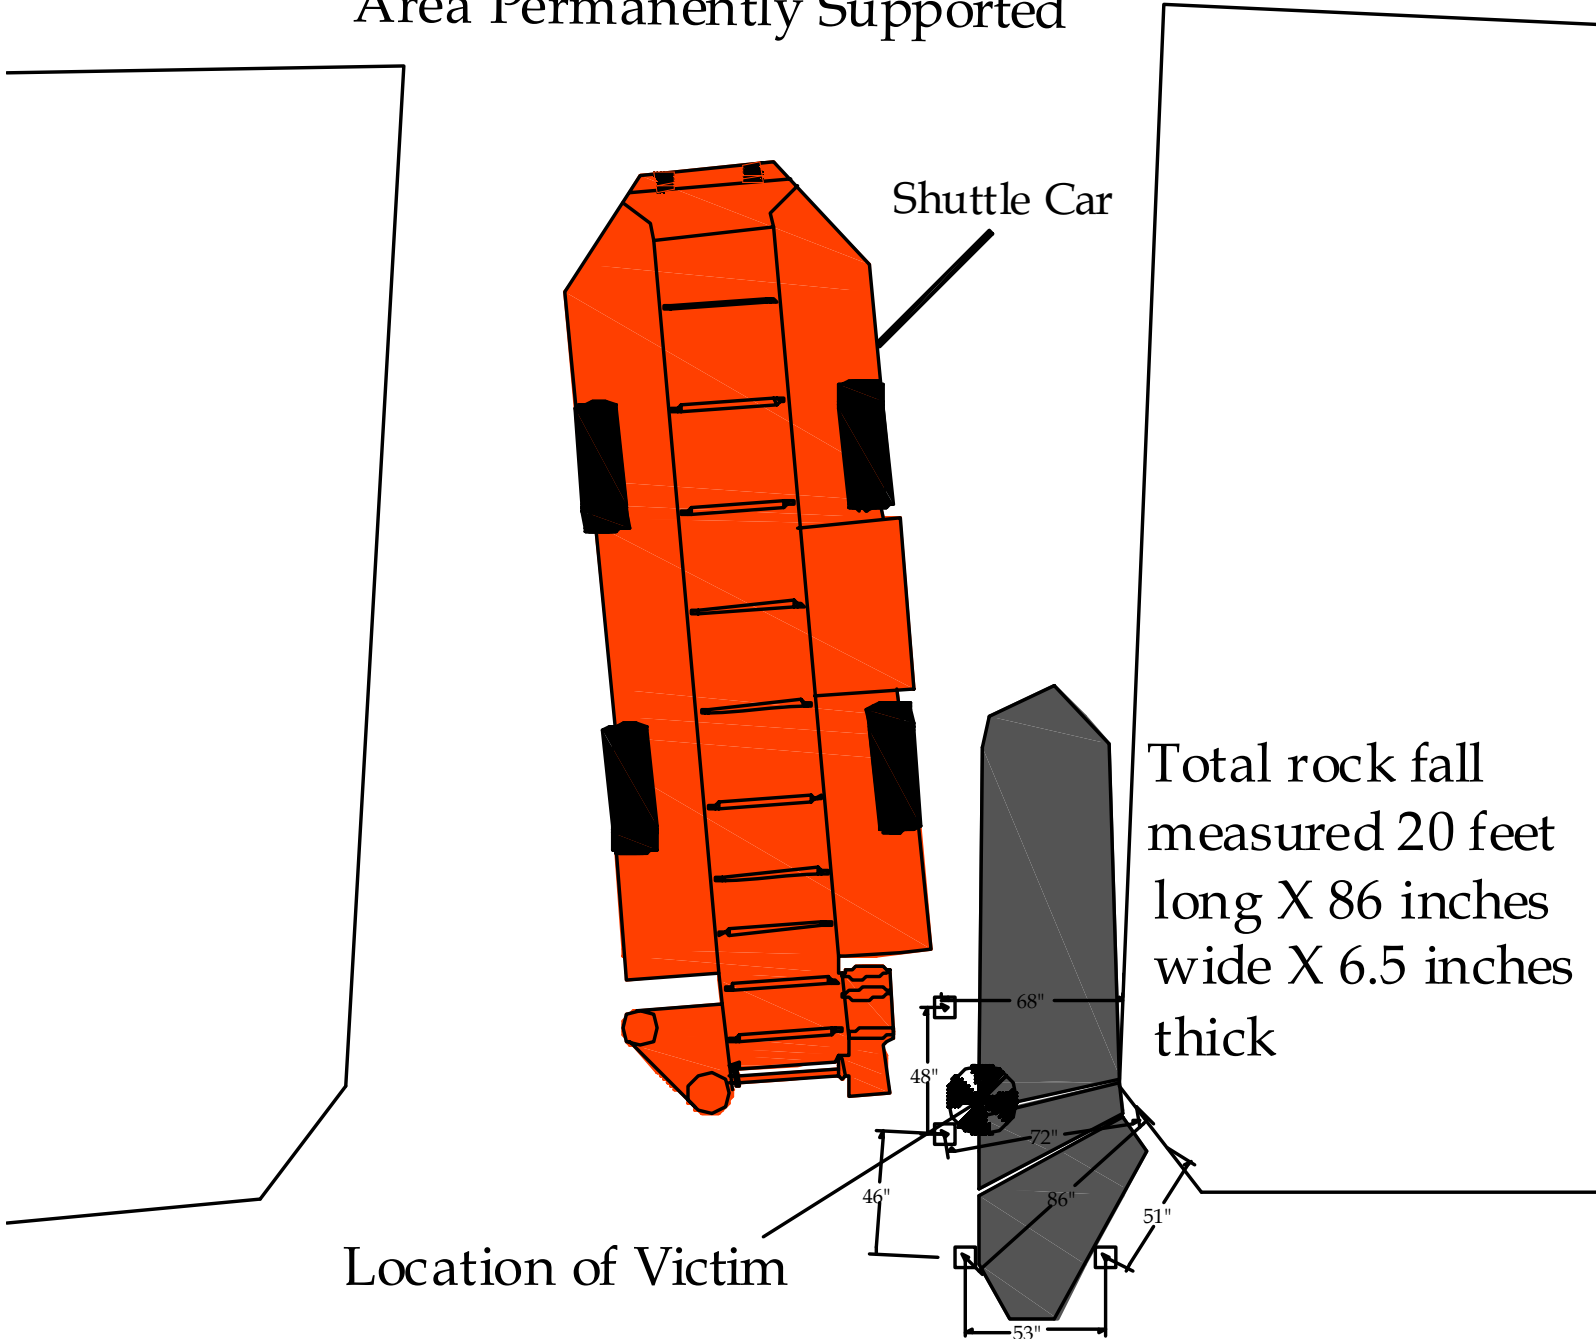 Area Permanently Supported
Shuttle Car
Total rock fall
measured 20 feet
long X 86 inches
wide X 6.5 inches
thick
68"
48"
72"
46"
86"
51"
Location of Victim
53"